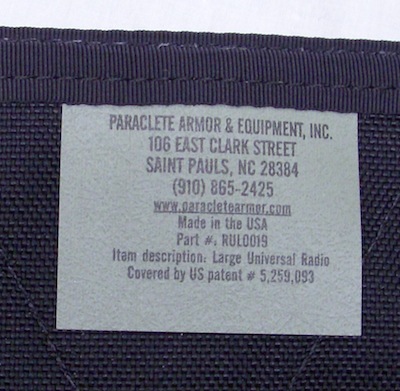 PARACLETE ARMOR & EQUIPMENT, INC.
106 EAST CLARK STREET
SAINT PAULS, NC 28384
(910) 865-2425
www.paracletearmor.com
Made in the USA
Part #: RUL0019
Item description: Large Universal Radio
Covered by US patent # 5,259,093